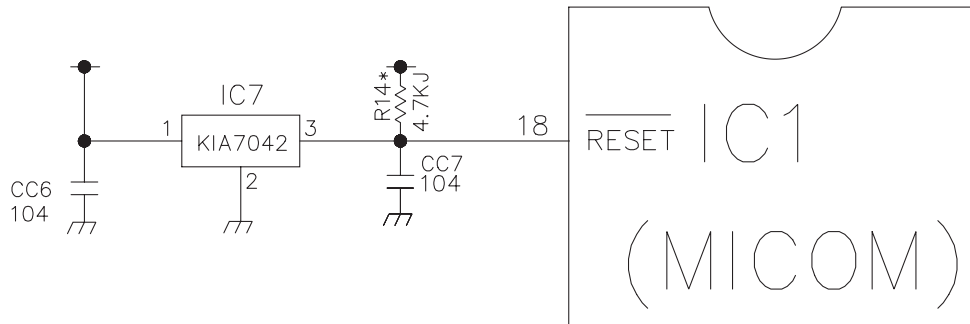 IC7
1
KIA7042
3
2
CC6
104
R14*
4.7KJ
CC7
104
18
RESET
IC1
(MICOM)